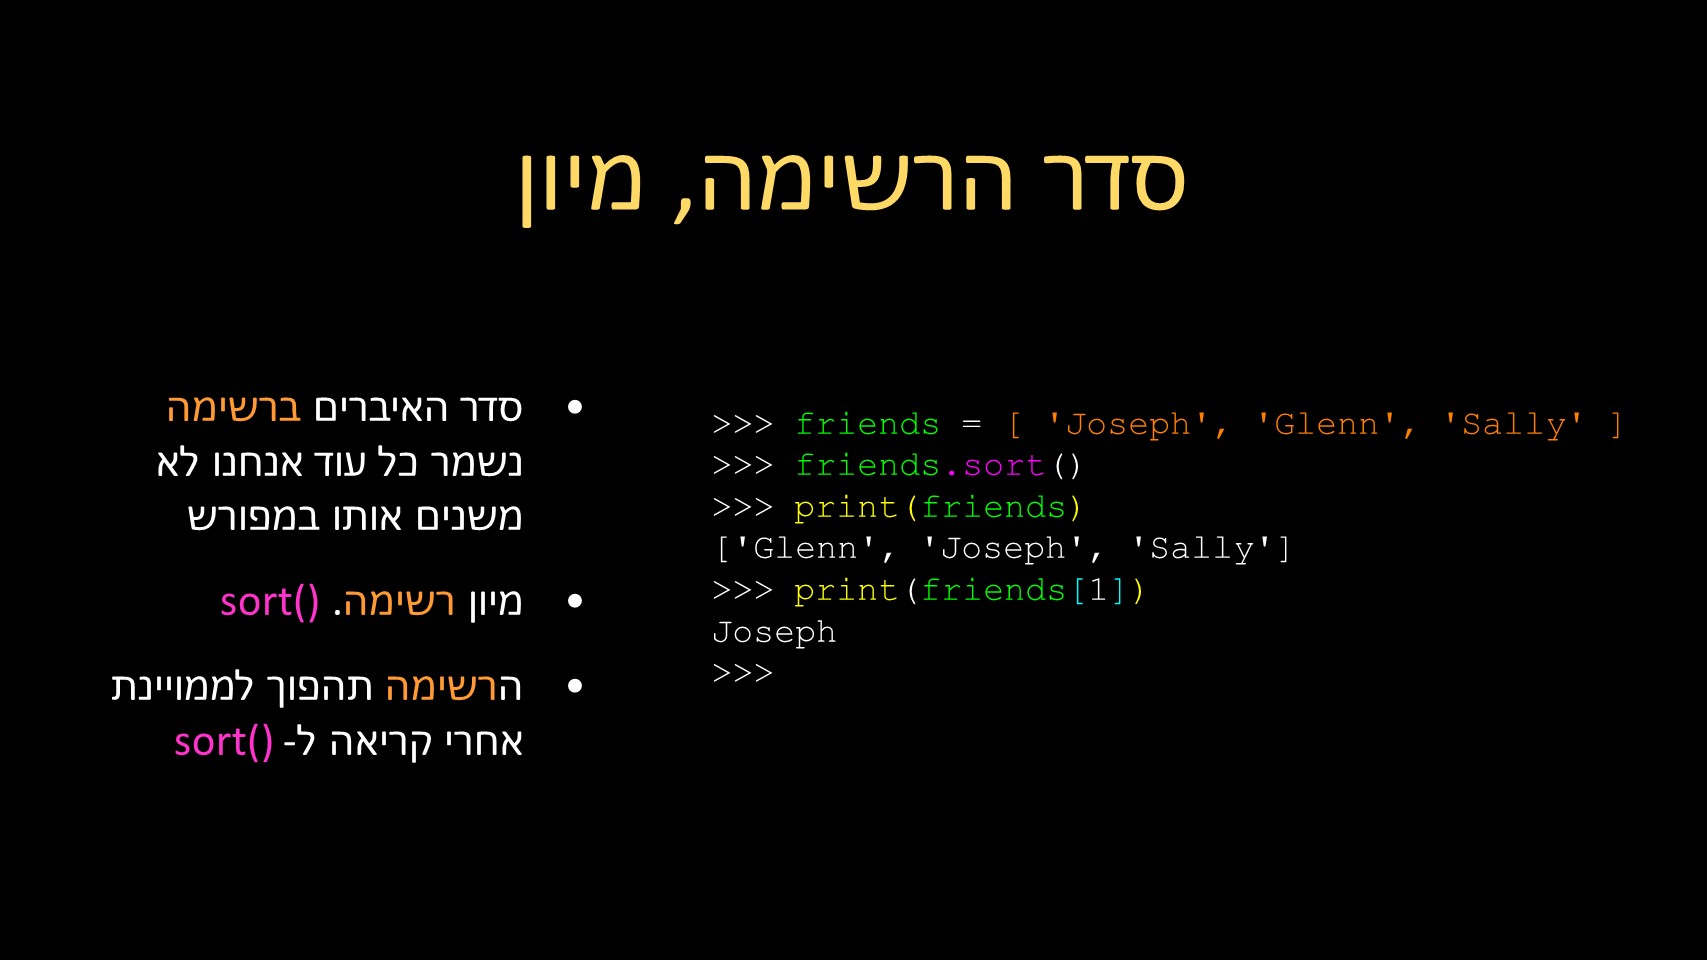 סדר הרשימה, מיון
סדר האיברים ברשימה
נשמר כל עוד אנחנו לא
משנים אותו במפורש
מיון רשימה. sort()
הרשימה תהפוך לממויינת
אחרי קריאה ל- sort()
>>> friends = [ 'Joseph', 'Glenn', 'Sally' ]
>>> friends.sort()
>>> print(friends)
['Glenn', 'Joseph', 'Sally']
>>> print(friends[1])
Joseph
>>>